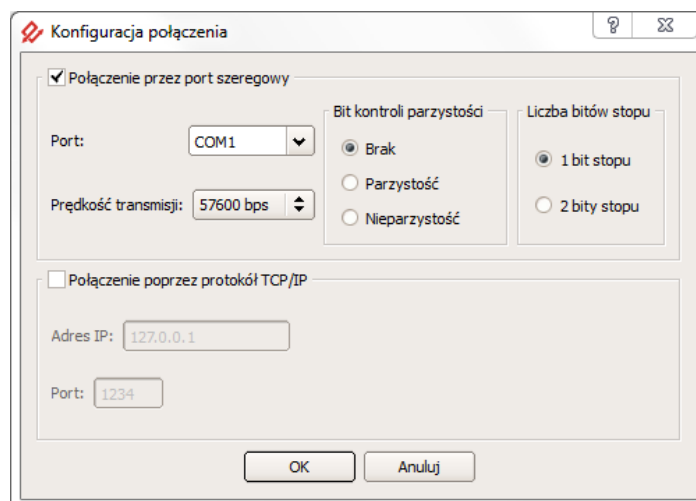 Konfiguracja połączenia
Połączenie przez port szeregowy
Port:
COM1
Prędkość transmisji:
57600 bps
Bit kontroli parzystości
Brak
Parzystość
Nieparzystość
Liczba bitów stopu
1 bit stopu
2 bity stopu
Połączenie poprzez protokół TCP/IP
Adres IP:
127.0.0.1
Port:
1234
OK
Anuluj